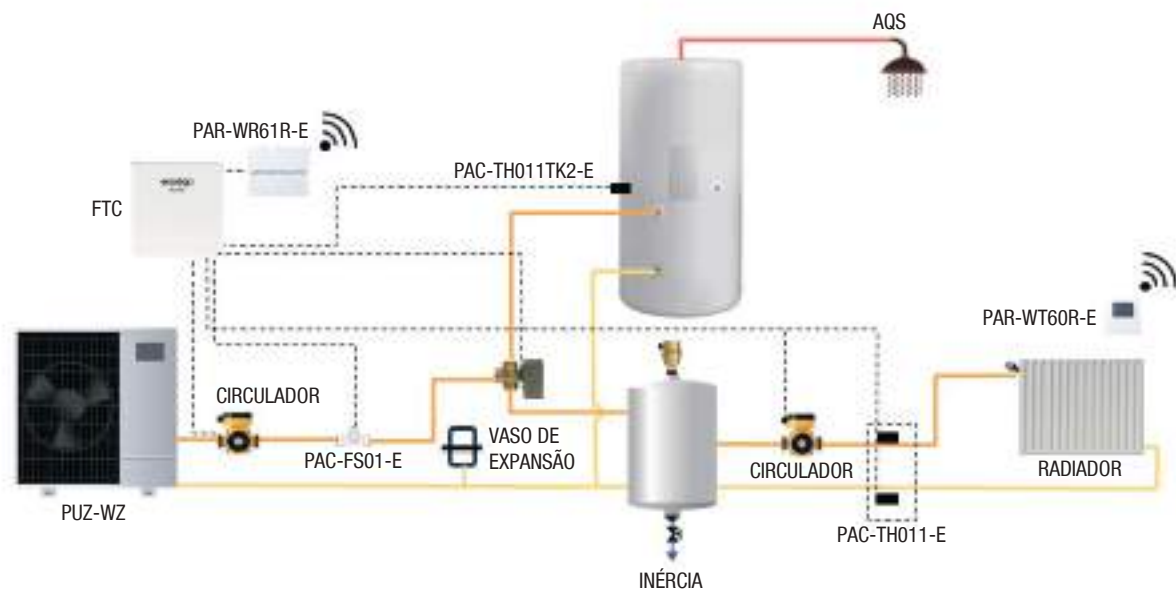 AQS
PAR-WR61R-E
PAC-TH011TK2-E
FTC
ecodan
PAR-WT60R-E
CIRCULADOR
PAC-FS01-E
VASO DE
EXPANSÃO
CIRCULADOR
RADIADOR
PUZ-WZ
PAC-TH011-E
INÉRCIA